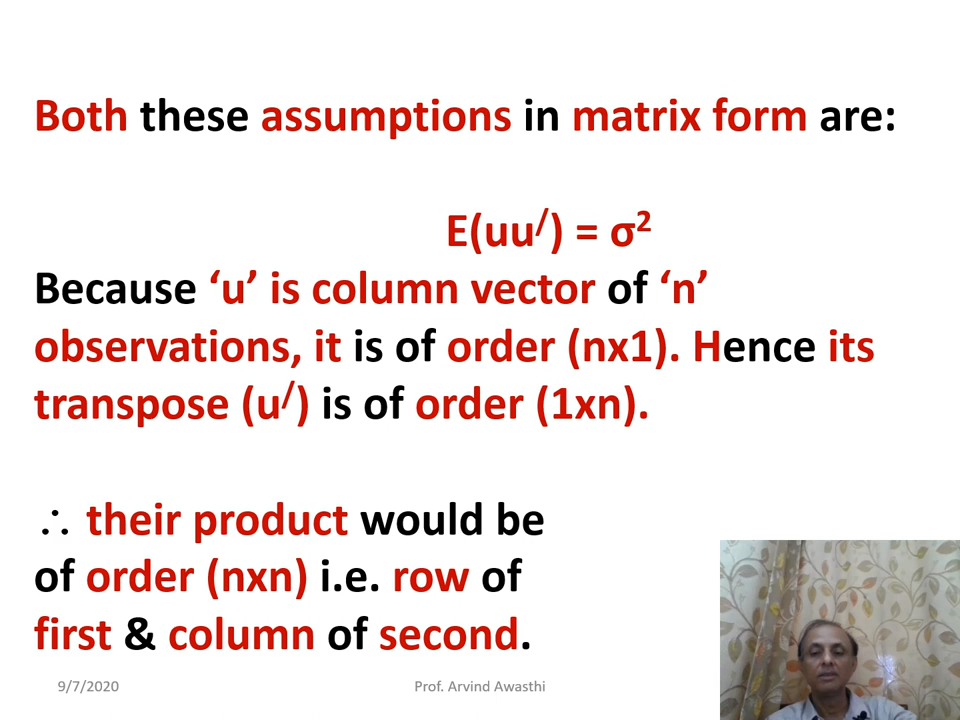 Both these assumptions in matrix form are:
E(uu/) = σ2
Because ‘u’ is column vector of ‘n’
observations, it is of order (nx1). Hence its
transpose (u/) is of order (1xn).
∴ their product would be
of order (nxn) i.e. row of
first & column of second.
9/7/2020
Prof. Arvind Awasthi